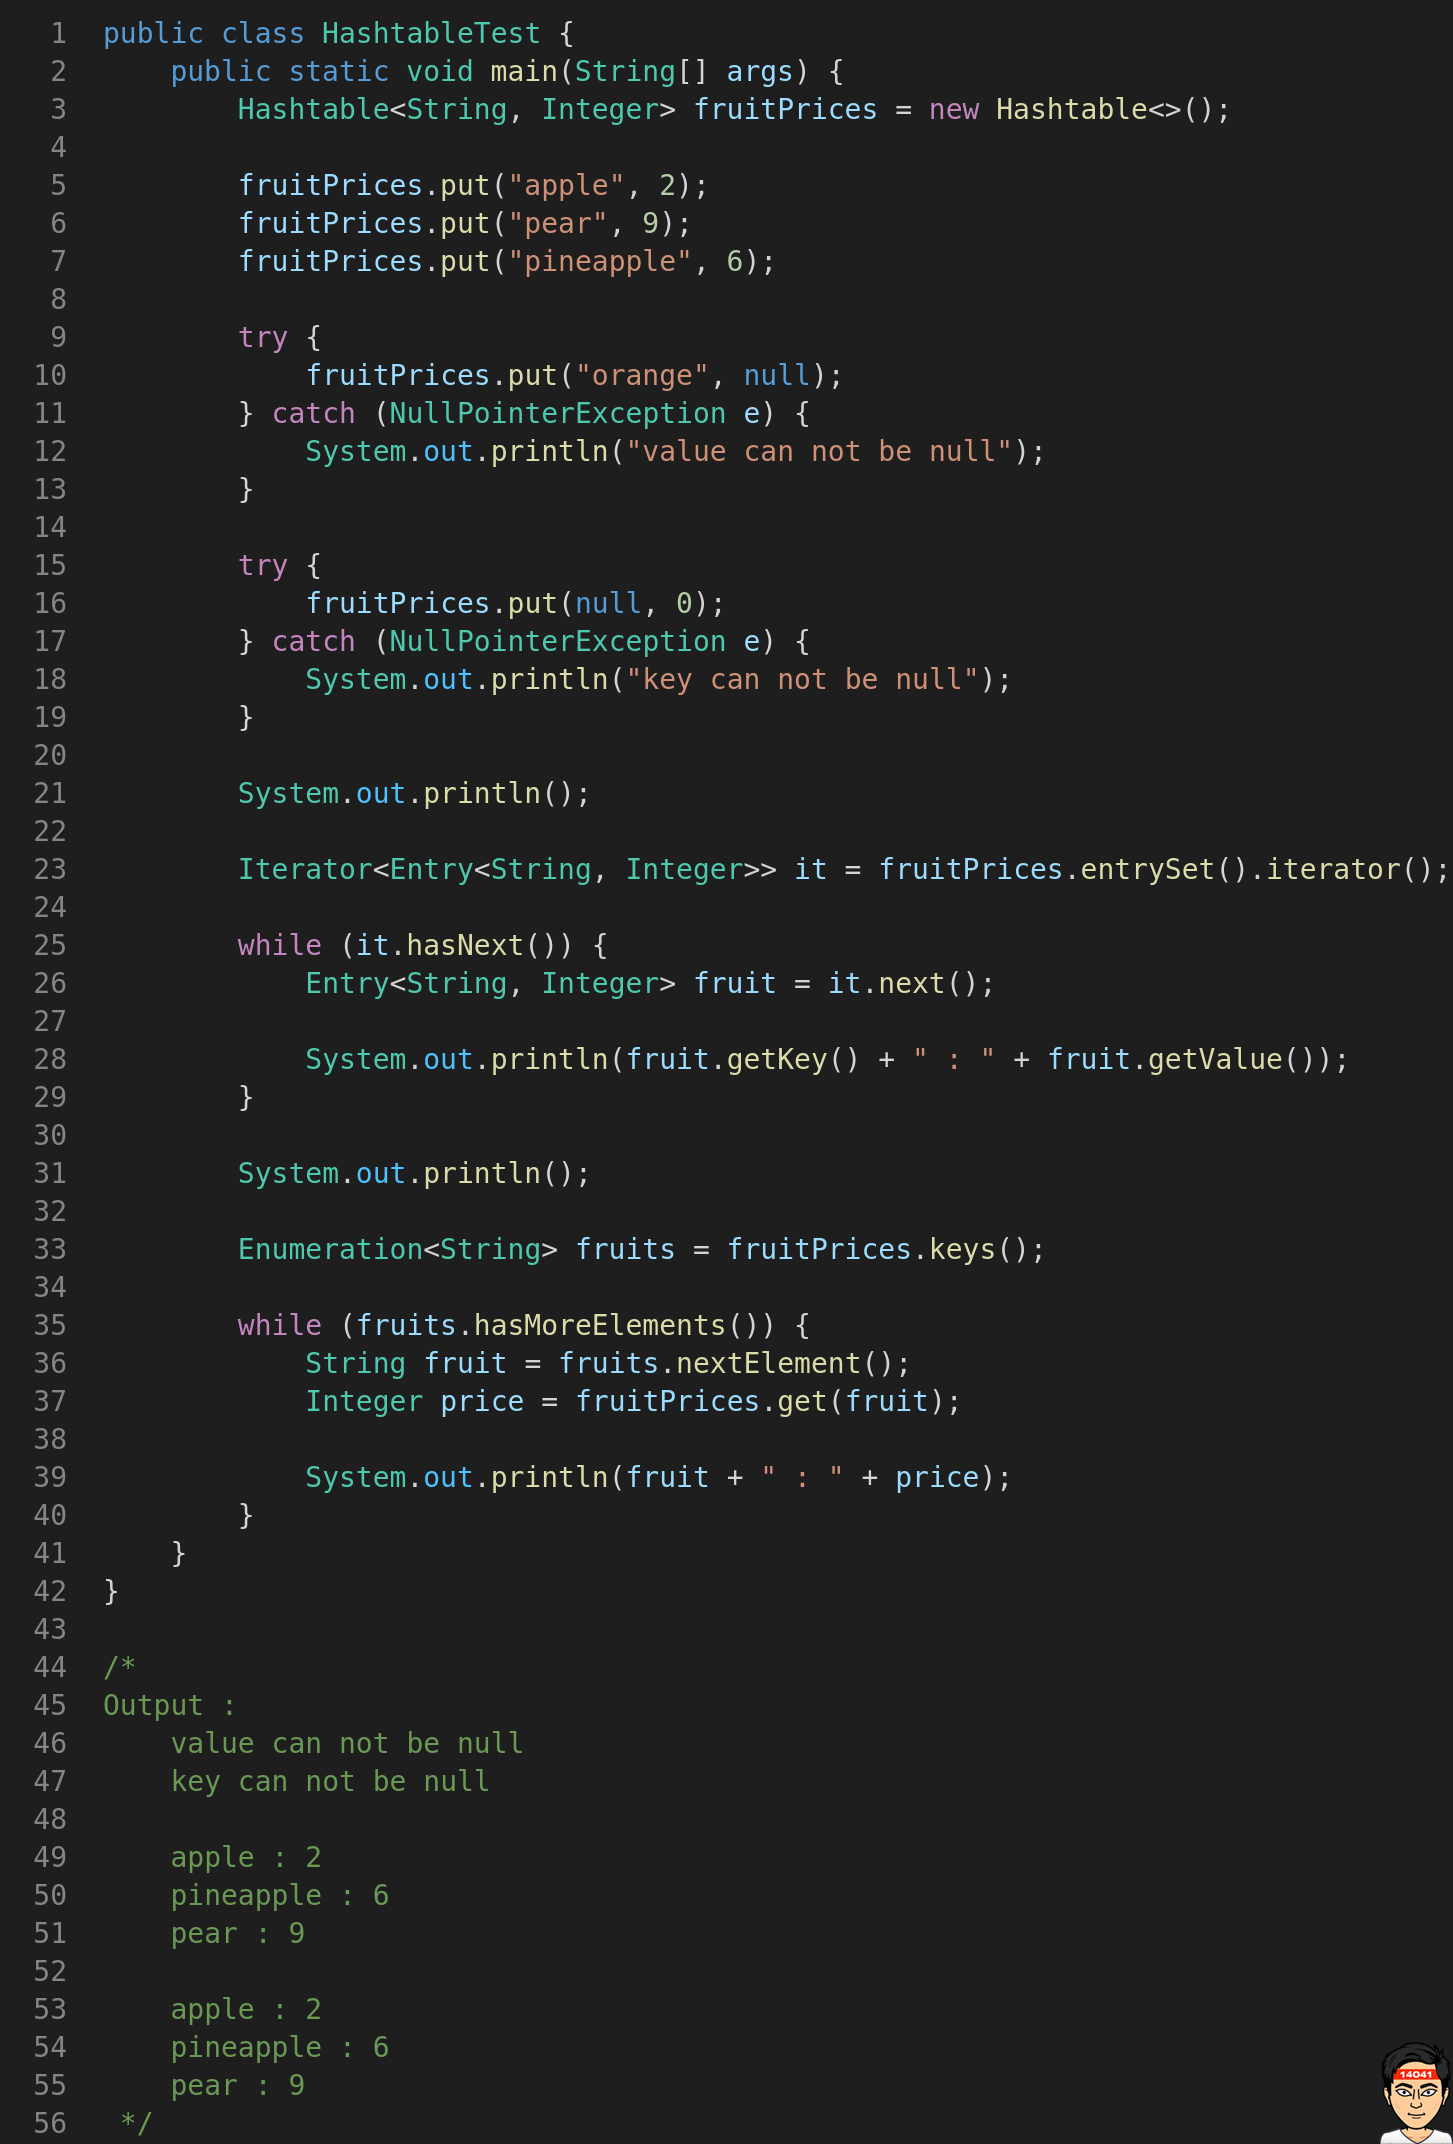 1 public class HashtableTest {
2     public static void main(String[] args) {
3         Hashtable<String, Integer> fruitPrices = new Hashtable<>();
4
5         fruitPrices.put("apple", 2);
6         fruitPrices.put("pear", 9);
7         fruitPrices.put("pineapple", 6);
8
9         try {
10             fruitPrices.put("orange", null);
11         } catch (NullPointerException e) {
12             System.out.println("value can not be null");
13         }
14
15         try {
16             fruitPrices.put(null, 0);
17         } catch (NullPointerException e) {
18             System.out.println("key can not be null");
19         }
20
21         System.out.println();
22
23         Iterator<Entry<String, Integer>> it = fruitPrices.entrySet().iterator();
24
25         while (it.hasNext()) {
26             Entry<String, Integer> fruit = it.next();
27
28             System.out.println(fruit.getKey() + " : " + fruit.getValue());
29         }
30
31         System.out.println();
32
33         Enumeration<String> fruits = fruitPrices.keys();
34
35         while (fruits.hasMoreElements()) {
36             String fruit = fruits.nextElement();
37             Integer price = fruitPrices.get(fruit);
38
39             System.out.println(fruit + " : " + price);
40         }
41     }
42 }
43
44 /*
45 Output :
46     value can not be null
47     key can not be null
48
49     apple : 2
50     pineapple : 6
51     pear : 9
52
53     apple : 2
54     pineapple : 6
55     pear : 9
56  */
14041